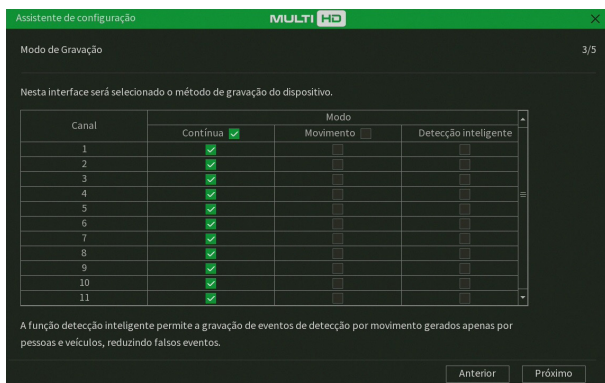 Assistente de configuração
MULTI HD
Modo de Gravação
3/5
Nesta interface será selecionado o método de gravação do dispositivo.
Canal
Modo
Contínua
Movimento
Detecção inteligente
1
2
3
4
5
6
7
8
9
10
11
A função detecção inteligente permite a gravação de eventos de detecção por movimento gerados apenas por
pessoas e veículos, reduzindo falsos eventos.
Anterior
Próximo